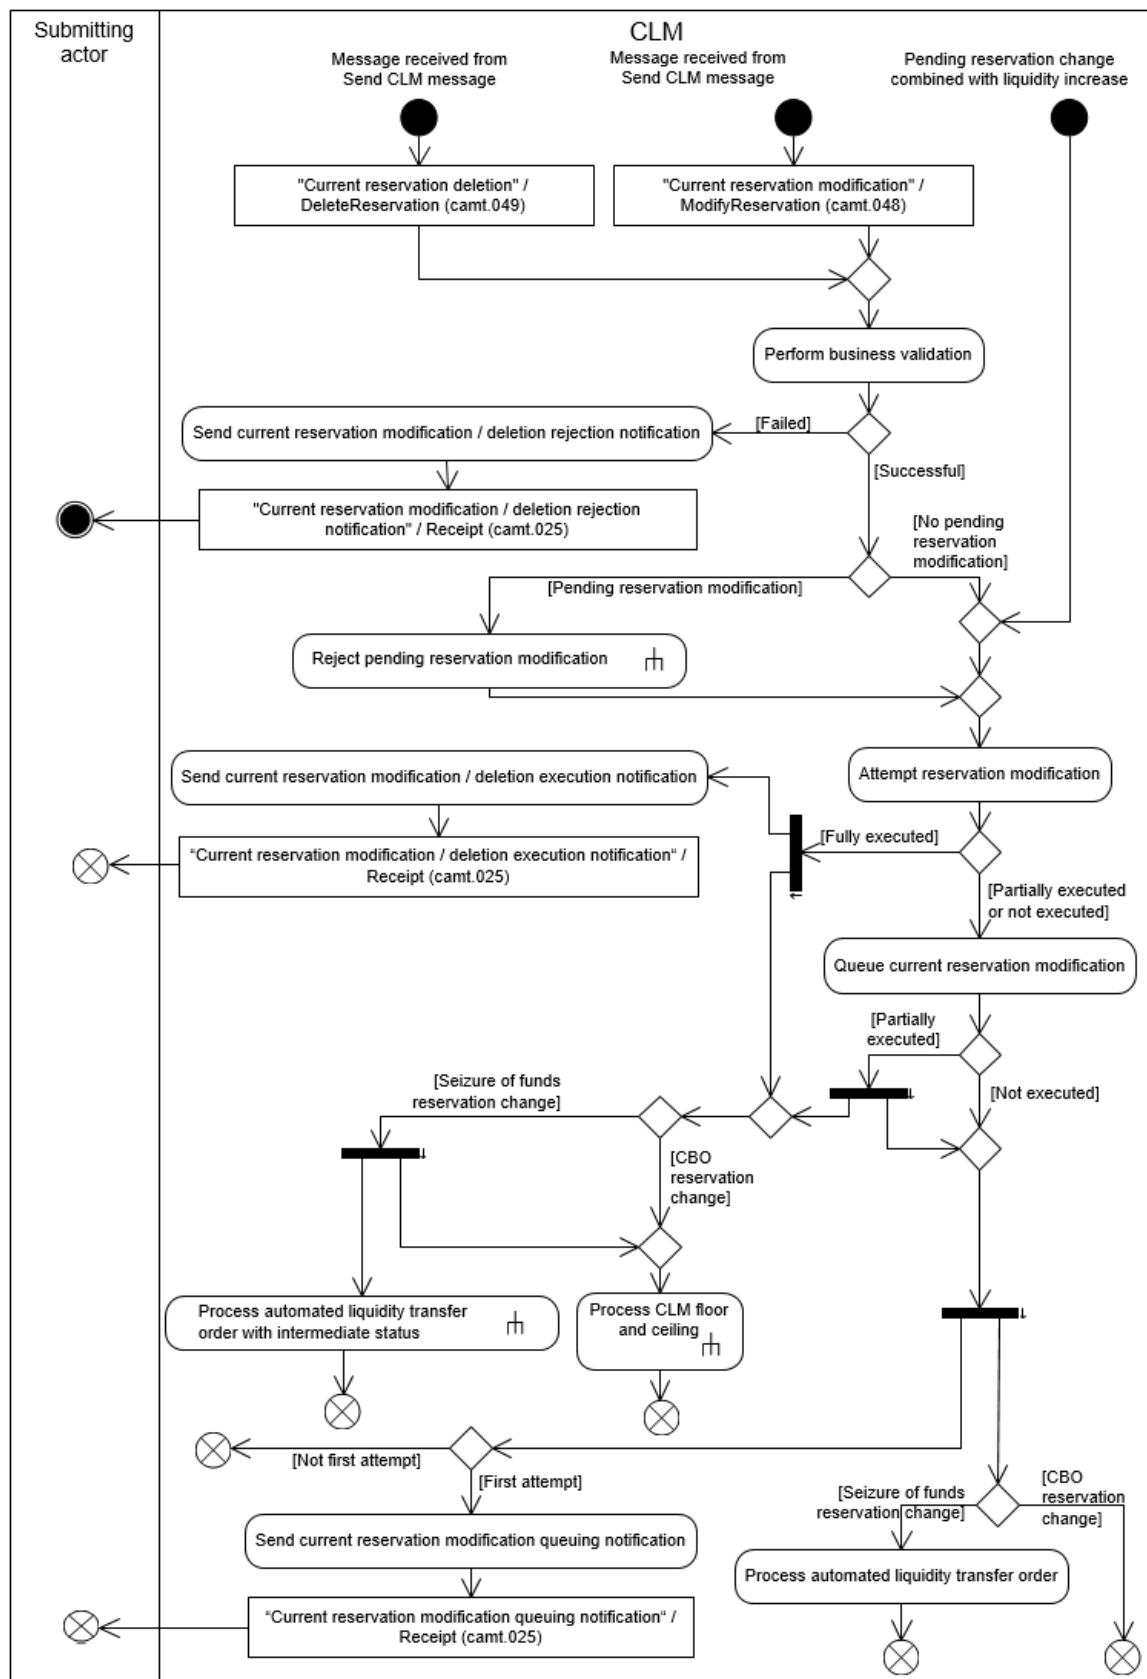 Submitting
actor
CLM
Message received from
Send CLM message
Message received from
Send CLM message
Pending reservation change
combined with liquidity increase
"Current reservation deletion" /
DeleteReservation (camt.049)
"Current reservation modification" /
ModifyReservation (camt.048)
Perform business validation
[Failed]
Send current reservation modification / deletion rejection notification
[Successful]
"Current reservation modification / deletion rejection
notification" / Receipt (camt.025)
[No pending
reservation
modification]
[Pending reservation modification]
Reject pending reservation modification
Send current reservation modification / deletion execution notification
Attempt reservation modification
[Fully executed]
“Current reservation modification / deletion execution notification“ /
Receipt (camt.025)
[Partially executed
or not executed]
Queue current reservation modification
[Partially
executed]
[Seizure of funds
reservation change]
[Not executed]
[CBO
reservation
change]
Process automated liquidity transfer
order with intermediate status
Process CLM floor
and ceiling
[Not first attempt]
[First attempt]
[Seizure of funds
reservation change]
[CBO
reservation
change]
Send current reservation modification queuing notification
Process automated liquidity transfer order
“Current reservation modification queuing notification“ /
Receipt (camt.025)